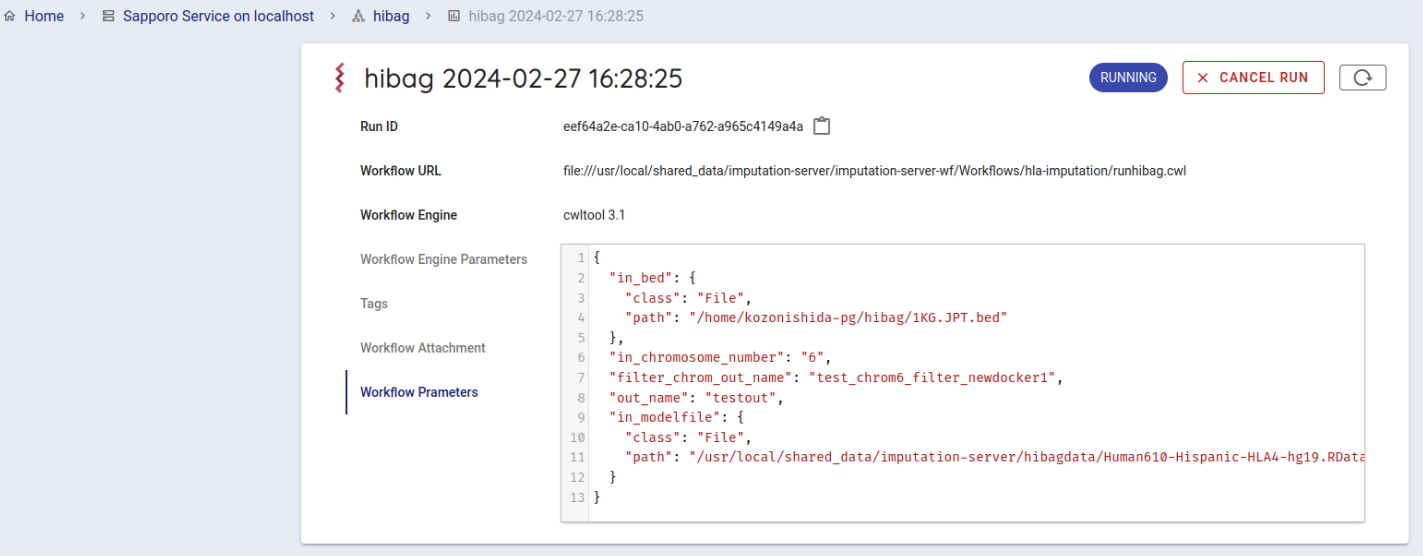 Home > Sapporo Service on localhost > hibag > hibag 2024-02-27 16:28:25
hibag 2024-02-27 16:28:25 RUNNING × CANCEL RUN
Run ID eef64a2e-ca10-4ab0-a762-a965c4149a4a
Workflow URL file:///usr/local/shared_data/imputation-server/imputation-server-wf/Workflows/hla-imputation/runhibag.cwl
Workflow Engine cwltool 3.1
Workflow Engine Parameters
Tags
Workflow Attachment
Workflow Prameters
1 {
2   "in_bed": {
3     "class": "File",
4     "path": "/home/kozonishida-pg/hibag/1KG.JPT.bed"
5   },
6   "in_chromosome_number": "6",
7   "filter_chrom_out_name": "test_chrom6_filter_newdocker1",
8   "out_name": "testout",
9   "in_modelfile": {
10     "class": "File",
11     "path": "/usr/local/shared_data/imputation-server/hibagdata/Human610-Hispanic-HLA4-hg19.RData
12   }
13 }